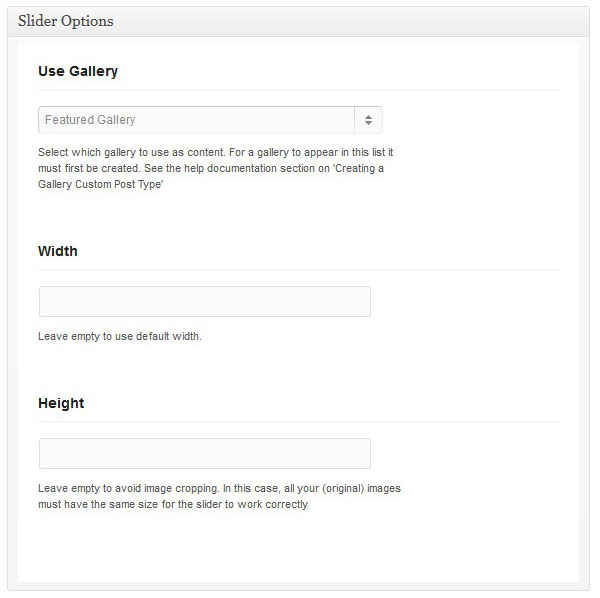 Slider Options
Use Gallery
Featured Gallery
Select which gallery to use as content. For a gallery to appear in this list it
must first be created. See the help documentation section on 'Creating a
Gallery Custom Post Type'
Width
Leave empty to use default width.
Height
Leave empty to avoid image cropping. In this case, all your (original) images
must have the same size for the slider to work correctly